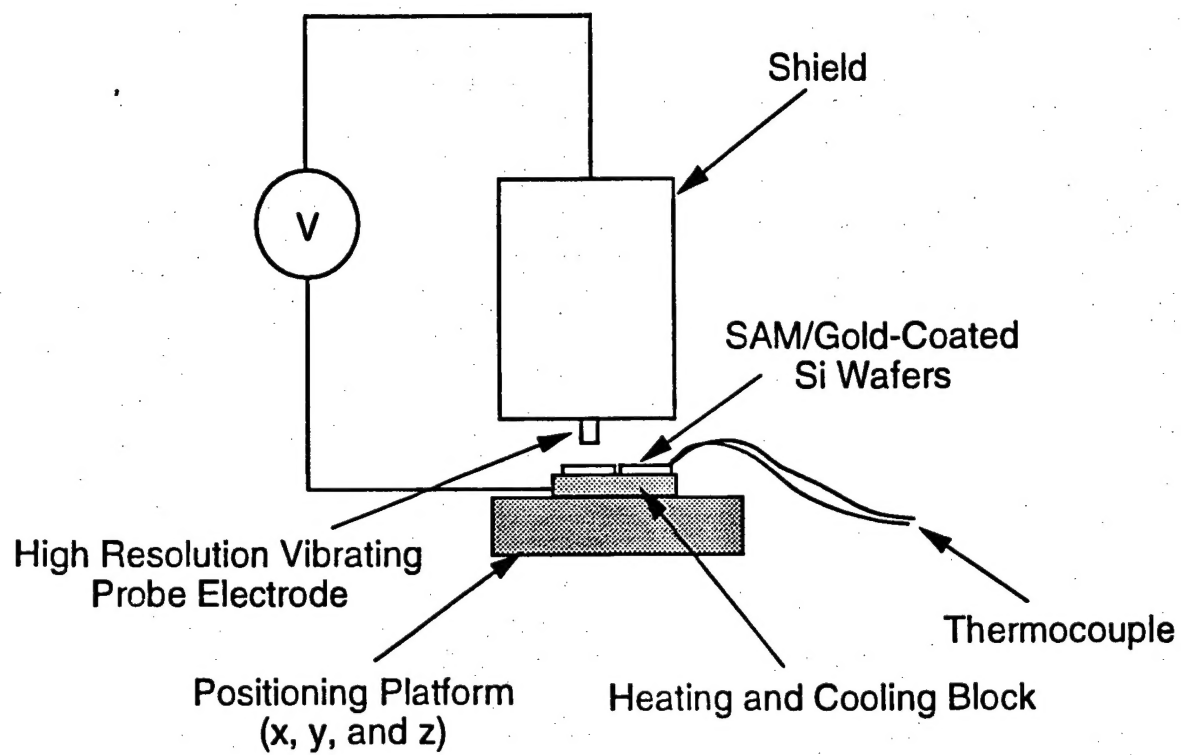 Shield
V
SAM/Gold-Coated
Si Wafers
High Resolution Vibrating
Probe Electrode
Thermocouple
Positioning Platform
(x, y, and z)
Heating and Cooling Block